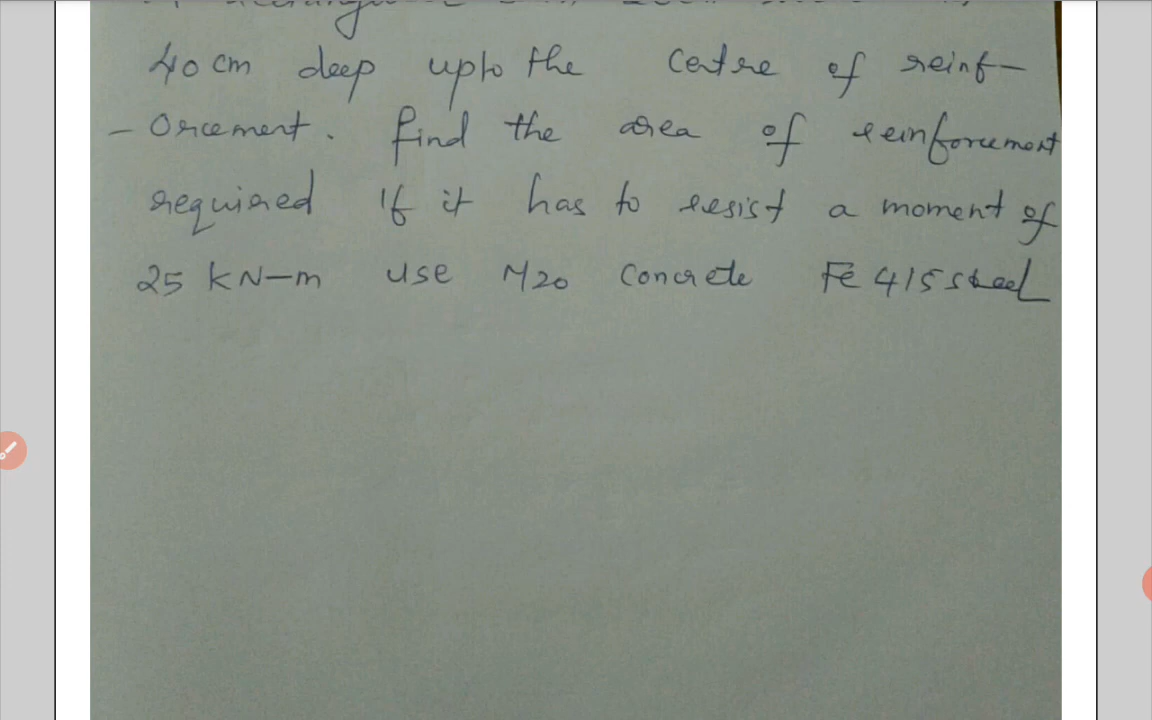 40 cm deep upto the centre of reinf-
- orcement. find the area of reinforcement
required If it has to resist a moment of
25 KN-m use M20 concrete Fe 415 steel